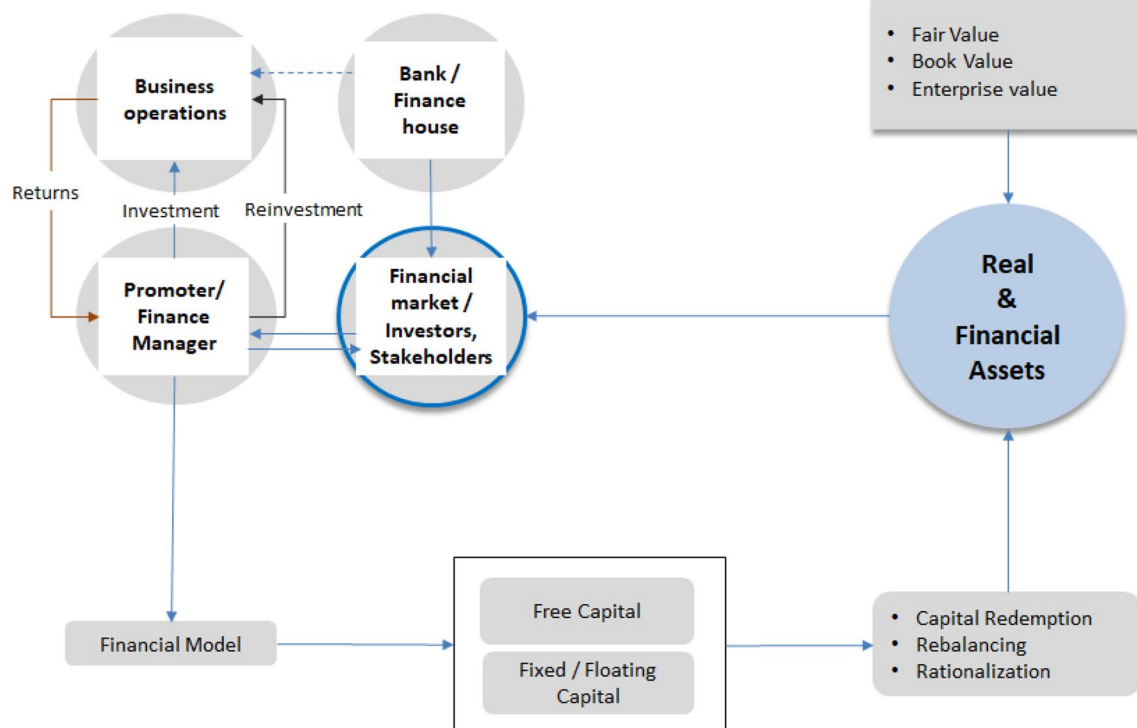 Business
operations
Bank /
Finance
house
• Fair Value
• Book Value
• Enterprise value
Returns
Investment
Reinvestment
Promoter/
Finance
Manager
Financial
market /
Investors,
Stakeholders
Real
&
Financial
Assets
Financial Model
Free Capital
Fixed / Floating
Capital
• Capital Redemption
• Rebalancing
• Rationalization